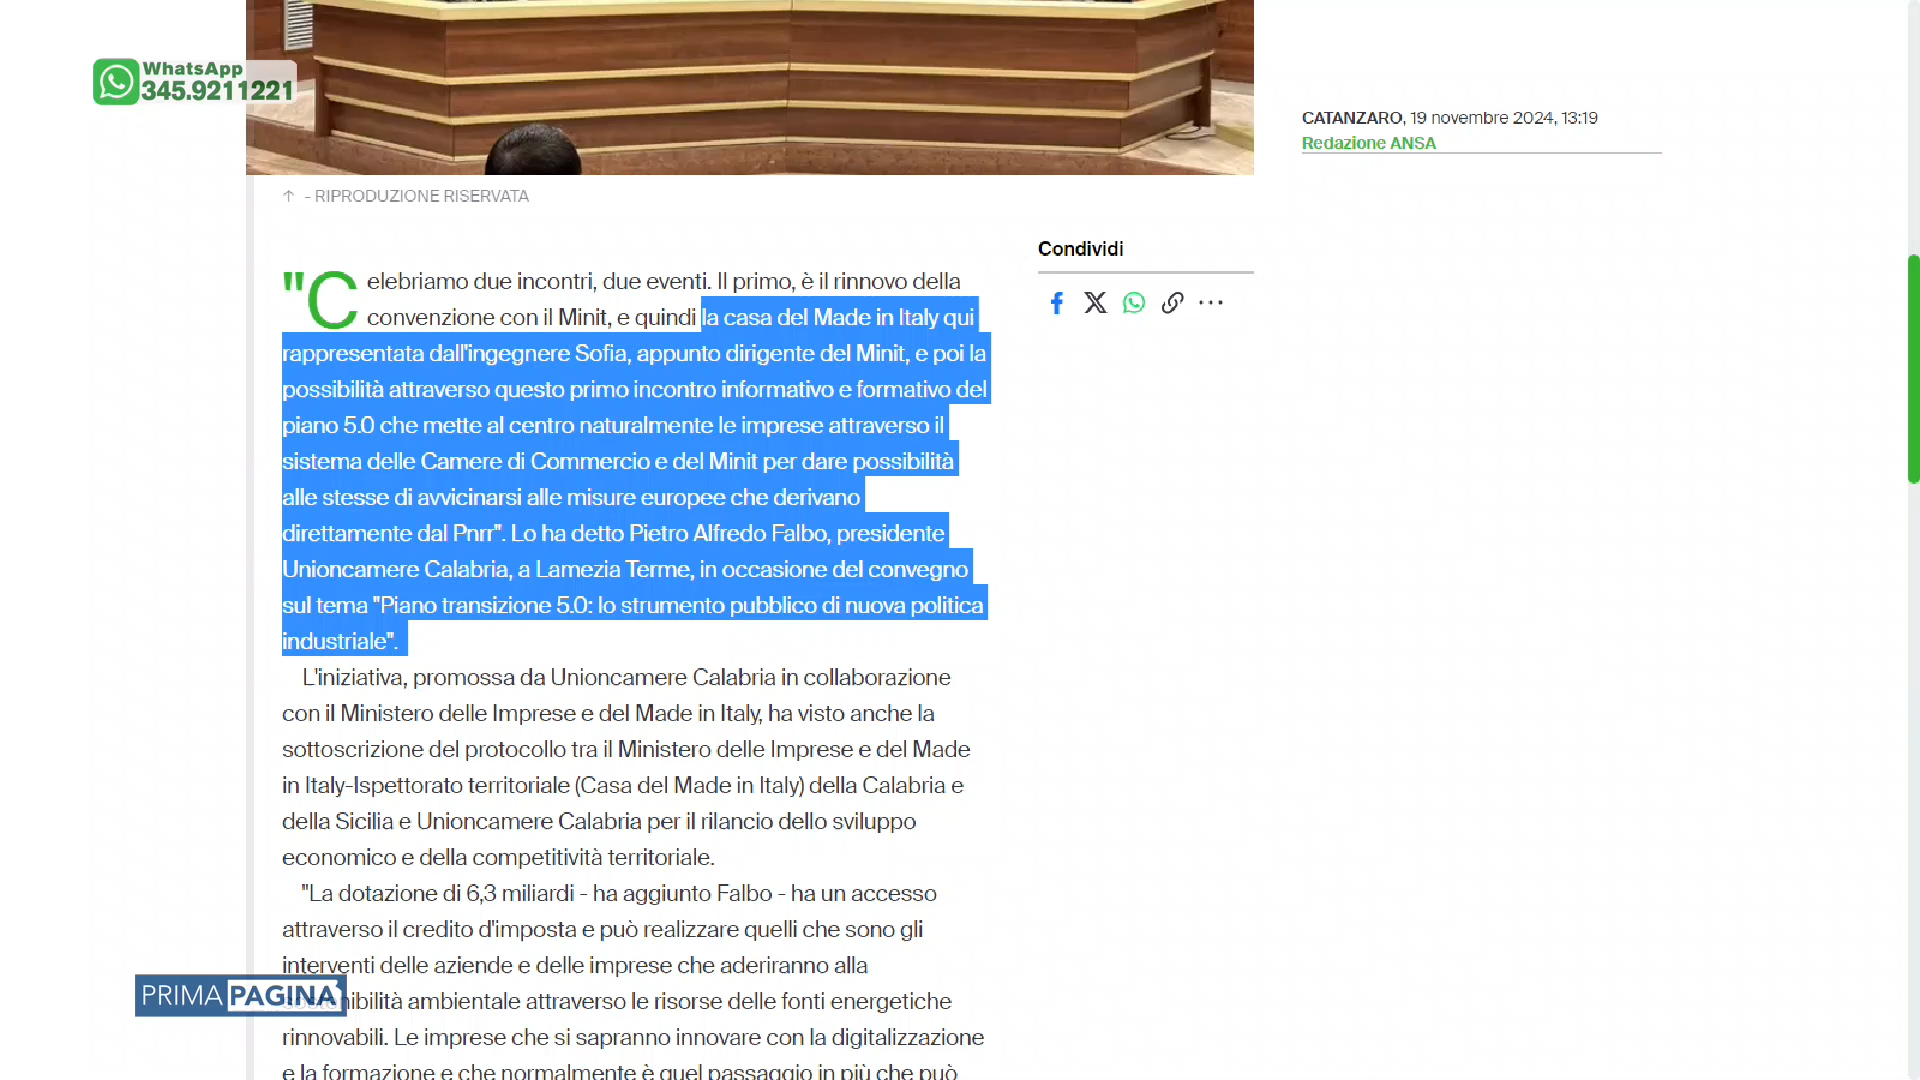 WhatsApp
345.9211221
CATANZARO, 19 novembre 2024, 13:19
Redazione ANSA
↑ - RIPRODUZIONE RISERVATA
Condividi
"Celebriamo due incontri, due eventi. Il primo, è il rinnovo della
convenzione con il Minit, e quindi la casa del Made in Italy qui
rappresentata dall'ingegnere Sofia, appunto dirigente del Minit, e poi la
possibilità attraverso questo primo incontro informativo e formativo del
piano 5.0 che mette al centro naturalmente le imprese attraverso il
sistema delle Camere di Commercio e del Minit per dare possibilità
alle stesse di avvicinarsi alle misure europee che derivano
direttamente dal Pnrr". Lo ha detto Pietro Alfredo Falbo, presidente
Unioncamere Calabria, a Lamezia Terme, in occasione del convegno
sul tema "Piano transizione 5.0: lo strumento pubblico di nuova politica
industriale".
L'iniziativa, promossa da Unioncamere Calabria in collaborazione
con il Ministero delle Imprese e del Made in Italy, ha visto anche la
sottoscrizione del protocollo tra il Ministero delle Imprese e del Made
in Italy-Ispettorato territoriale (Casa del Made in Italy) della Calabria e
della Sicilia e Unioncamere Calabria per il rilancio dello sviluppo
economico e della competitività territoriale.
"La dotazione di 6,3 miliardi - ha aggiunto Falbo - ha un accesso
attraverso il credito d'imposta e può realizzare quelli che sono gli
interventi delle aziende e delle imprese che aderiranno alla
sostenibilità ambientale attraverso le risorse delle fonti energetiche
rinnovabili. Le imprese che si sapranno innovare con la digitalizzazione
e la formazione e che normalmente è quel passaggio in più che può
PRIMA PAGINA